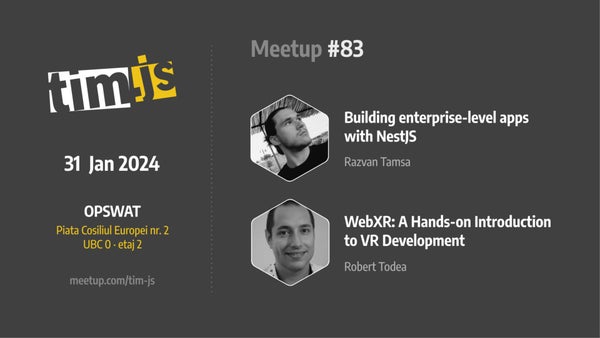 tim.js
31 Jan 2024
OPSWAT
Piata Cosiliul Europei nr. 2
UBC 0 - etaj 2
meetup.com/tim-js
Meetup #83
Building enterprise-level apps
with NestJS
Razvan Tamsa
WebXR: A Hands-on Introduction
to VR Development
Robert Todea